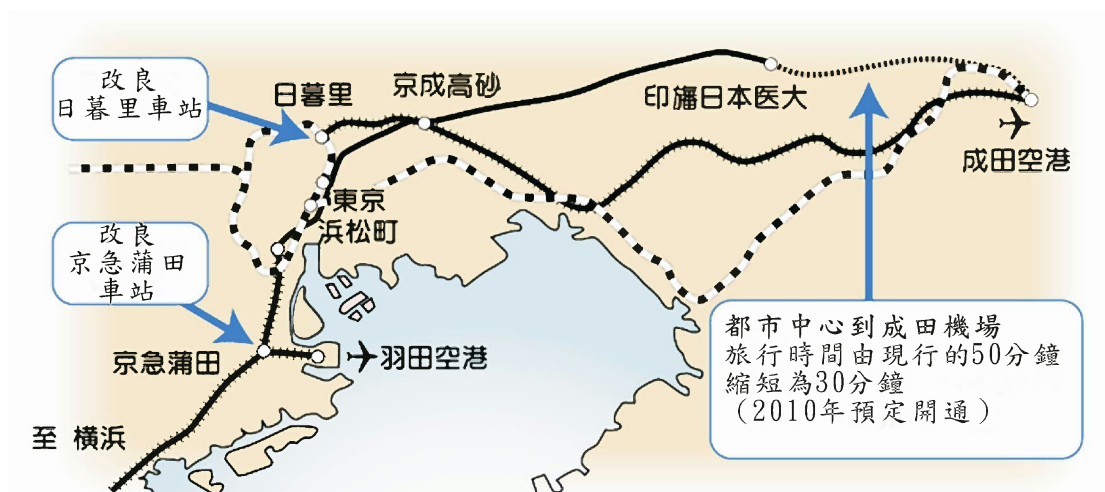 改良
日暮里車站
日暮里
京成高砂
印旛日本医大
成田空港
東京
浜松町
改良
京急蒲田
車站
京急蒲田
羽田空港
至 横浜
都市中心到成田機場
旅行時間由現行的50分鐘
縮短為30分鐘
（2010年預定開通）